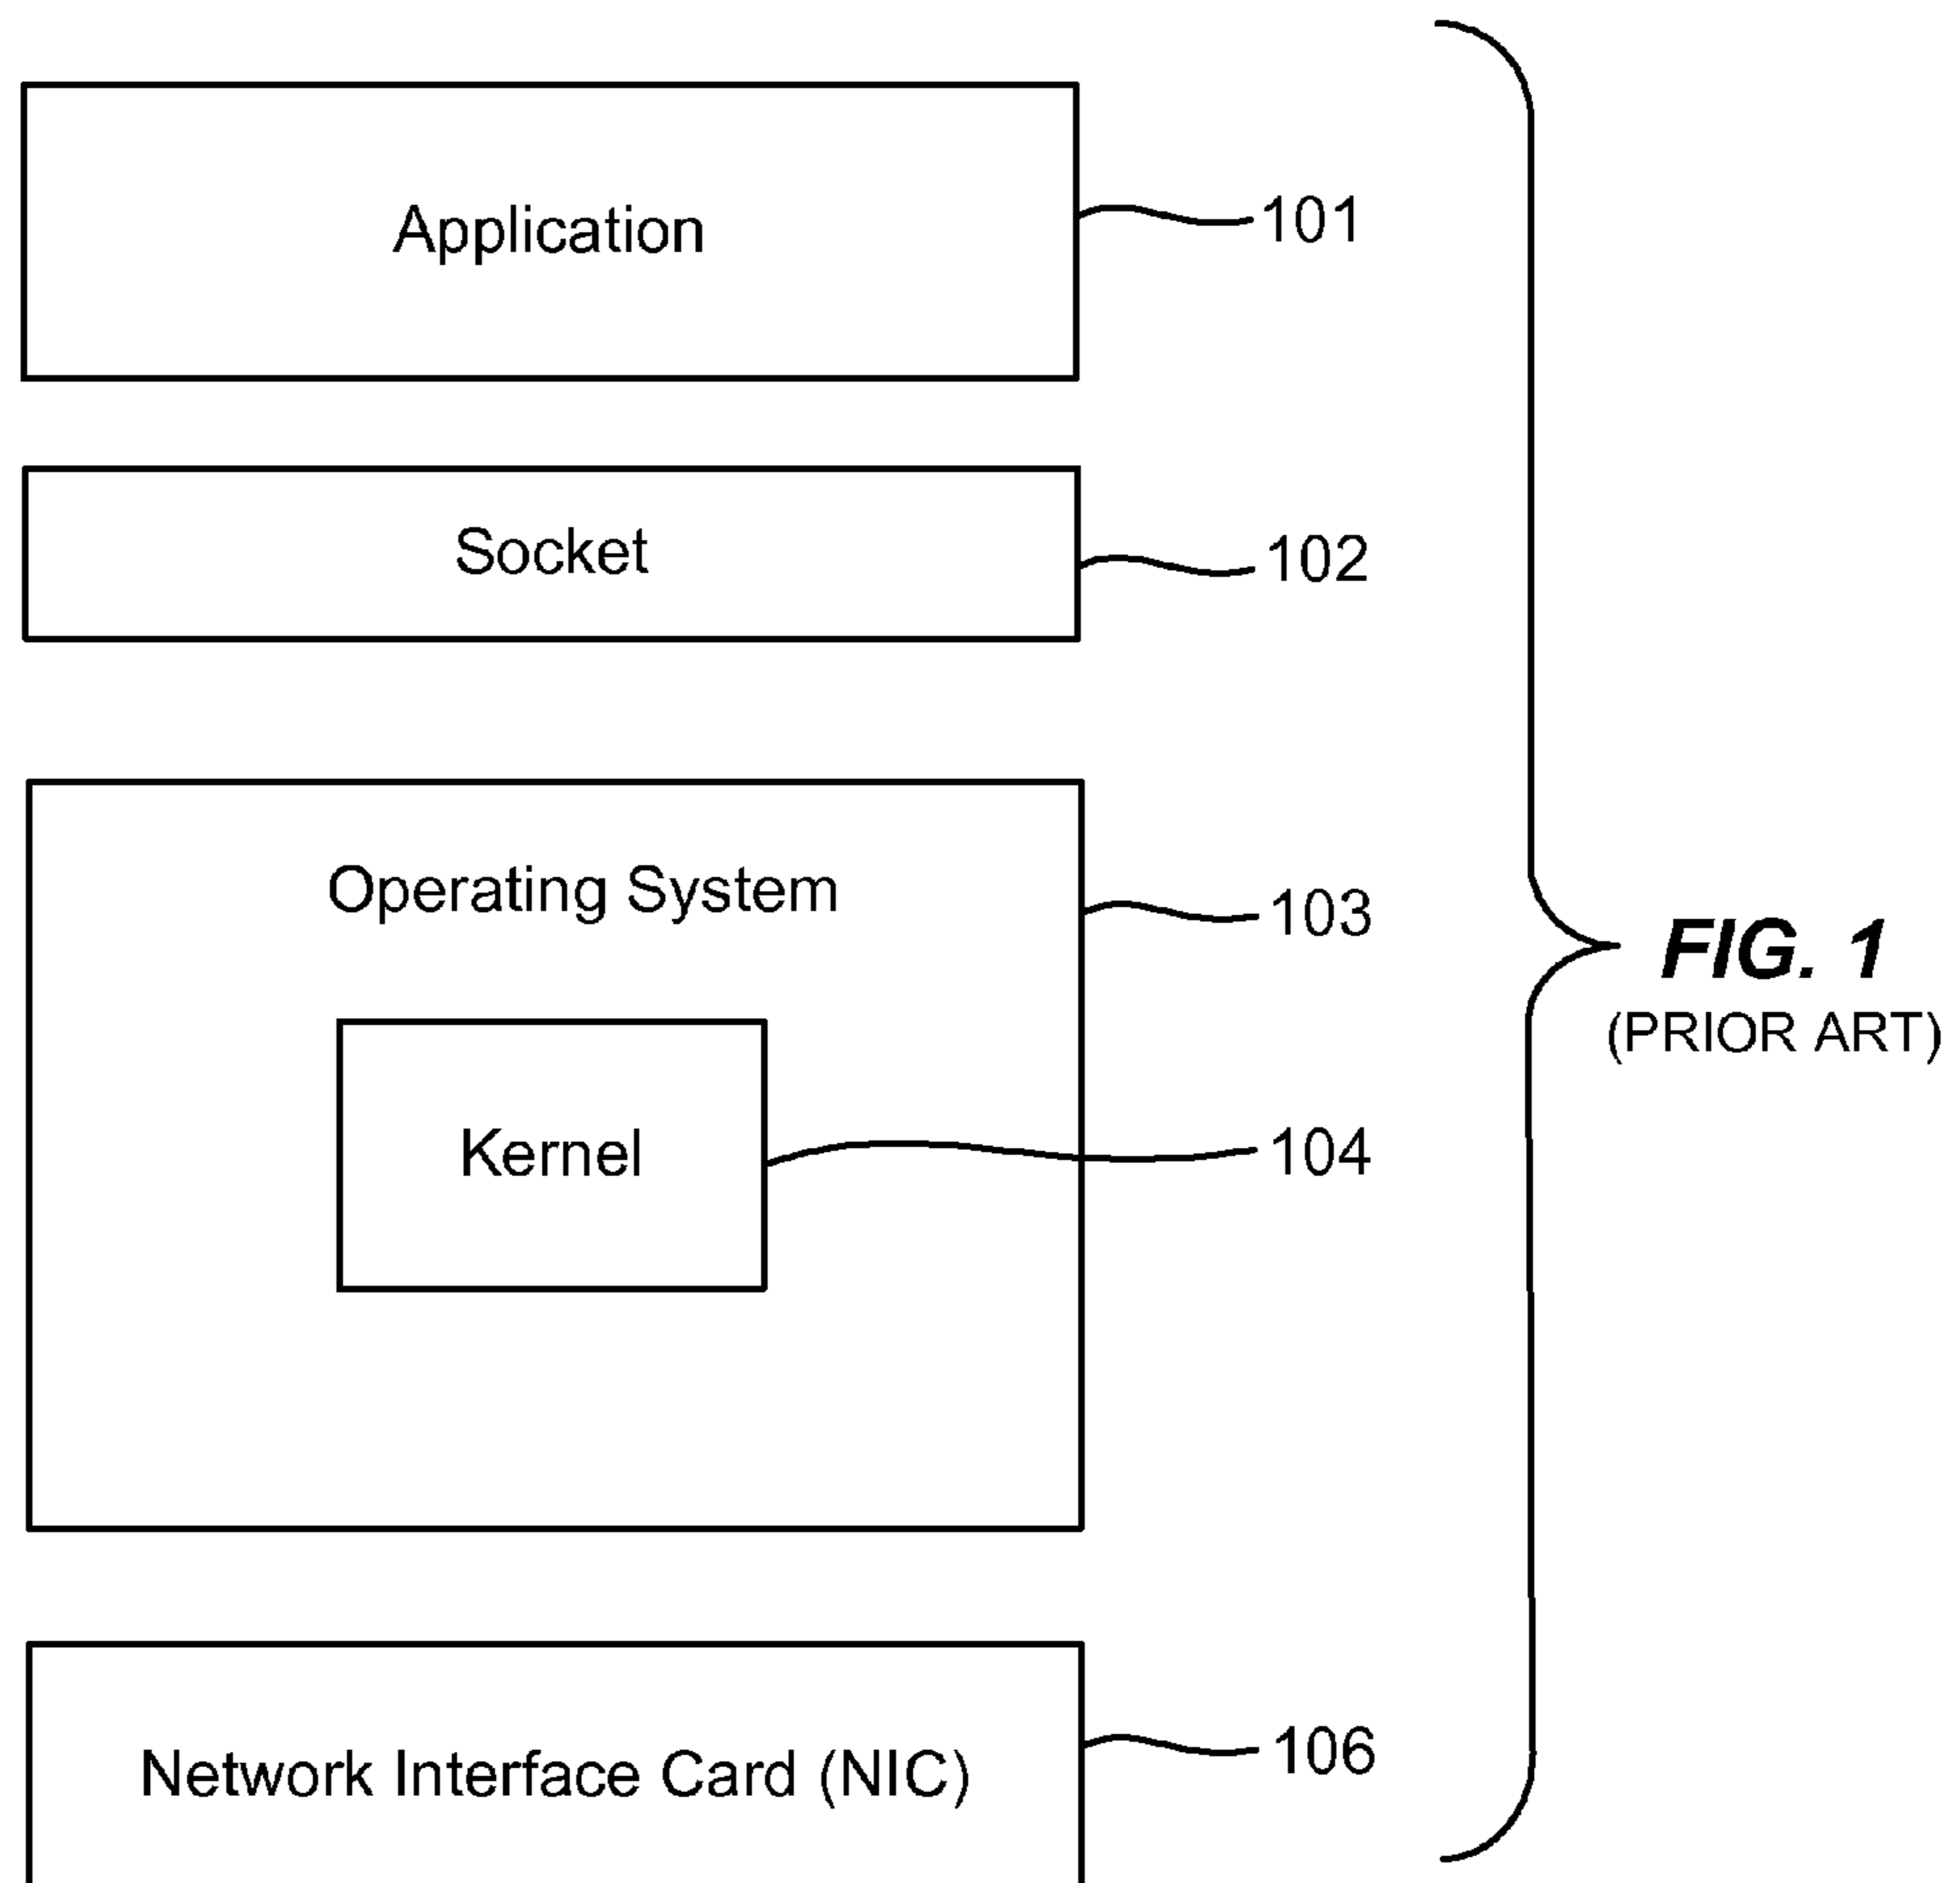 Application
101
Socket
102
Operating System
103
FIG. 1
(PRIOR ART)
Kernel
104
Network Interface Card (NIC)
106